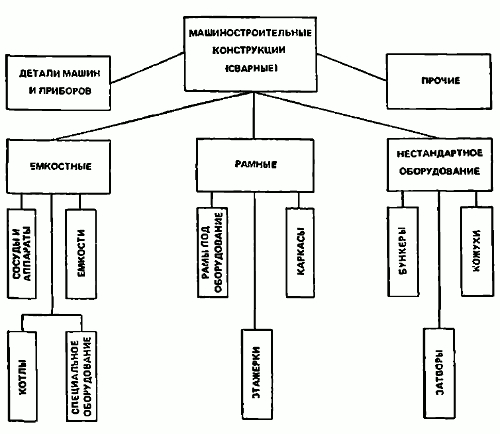 МАШИНОСТРОИТЕЛЬНЫЕ
КОНСТРУКЦИИ
(СВАРНЫЕ)
ДЕТАЛИ МАШИН
И ПРИБОРОВ
ПРОЧИЕ
ЕМКОСТНЫЕ
РАМНЫЕ
НЕСТАНДАРТНОЕ
ОБОРУДОВАНИЕ
СОСУДЫ И
АППАРАТЫ
ЕМКОСТИ
РАМЫ ПОД
ОБОРУДОВАНИЕ
КАРКАСЫ
БУНКЕРЫ
КОЖУХИ
КОТЛЫ
СПЕЦИАЛЬНОЕ
ОБОРУДОВАНИЕ
ЭТАЖЕРКИ
ЗАТВОРЫ